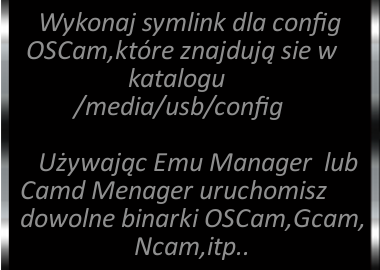 Wykonaj symlink dla config
OSCam,które znajdują sie w
katalogu
/media/usb/config
Używając Emu Manager lub
Camd Menager uruchomisz
dowolne binarki OSCam,Gcam,
Ncam,itp..